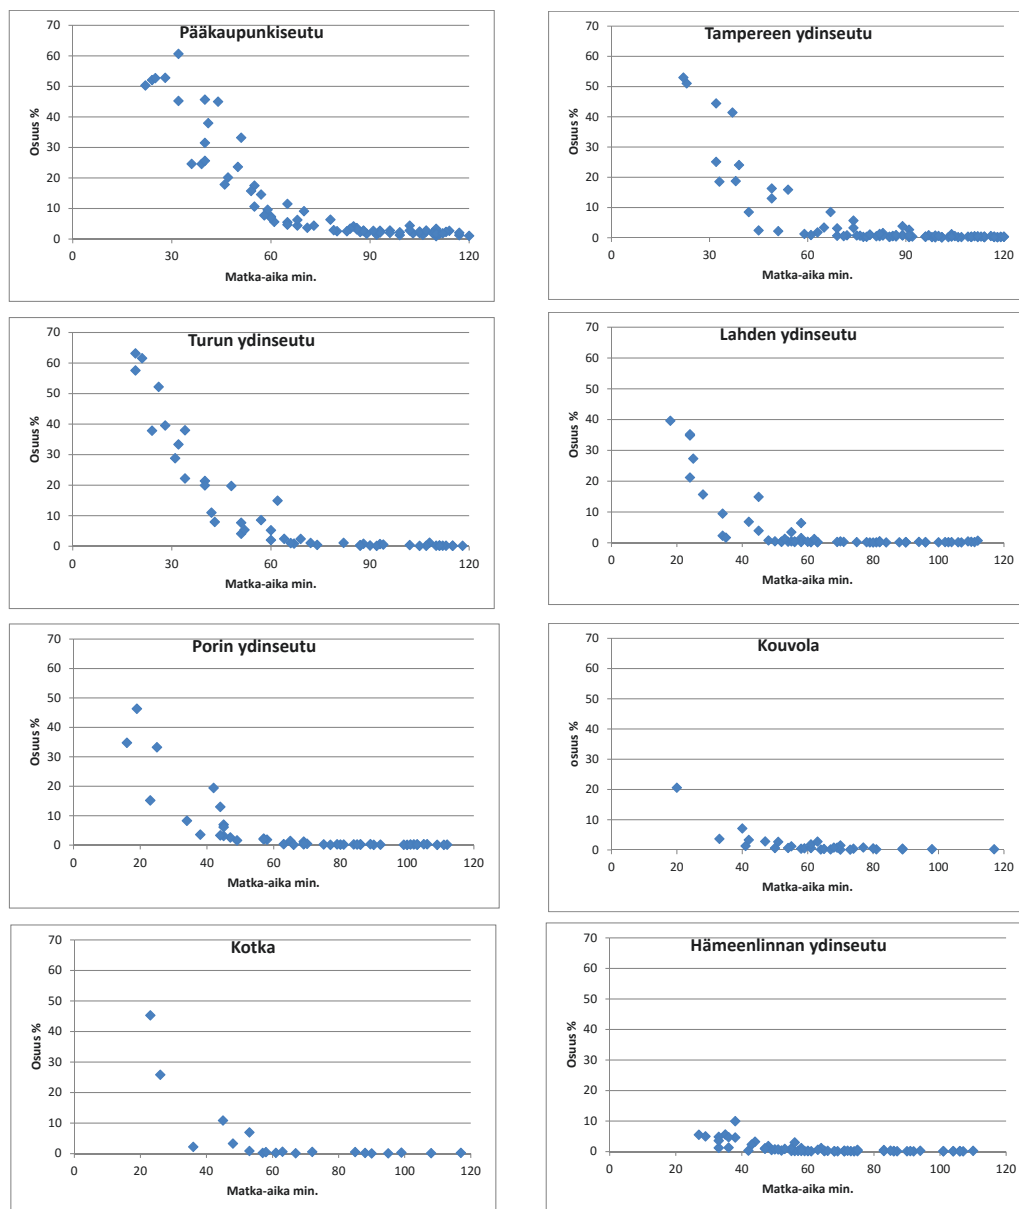 Pääkaupunkiseutu
70
60
50
40
30
20
10
0
Osuus %
0 30 60 90 120
Matka-aika min.
Tampereen ydinseutu
70
60
50
40
30
20
10
0
Osuus %
0 30 60 90 120
Matka-aika min.
Turun ydinseutu
70
60
50
40
30
20
10
0
Osuus %
0 30 60 90 120
Matka-aika min.
Lahden ydinseutu
70
60
50
40
30
20
10
0
Osuus %
0 20 40 60 80 100 120
Matka-aika min.
Porin ydinseutu
70
60
50
40
30
20
10
0
Osuus %
0 20 40 60 80 100 120
Matka-aika min.
Kouvola
70
60
50
40
30
20
10
0
osuus %
0 20 40 60 80 100 120
Matka-aika min.
Kotka
70
60
50
40
30
20
10
0
Osuus %
0 20 40 60 80 100 120
Matka-aika min.
Hämeenlinnan ydinseutu
70
60
50
40
30
20
10
0
Osuus %
0 20 40 60 80 100 120
Matka-aika min.